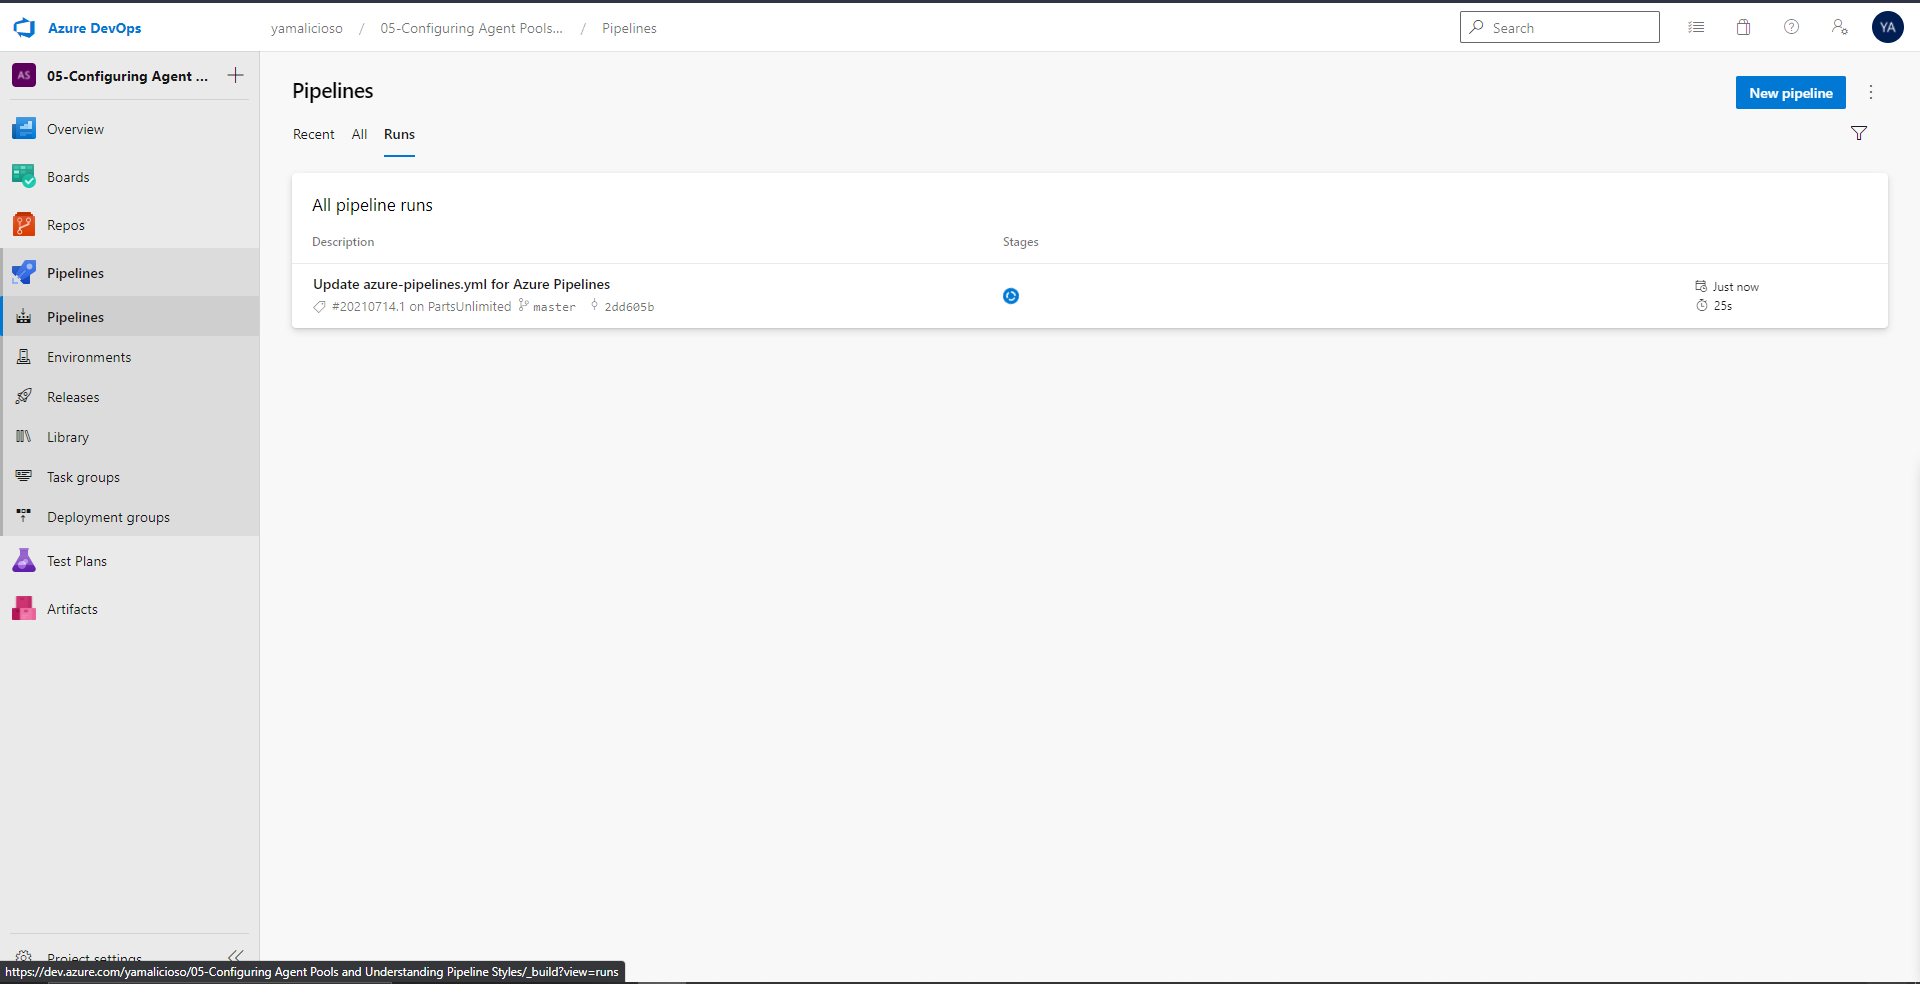 Azure DevOps
yamalicioso / 05-Configuring Agent Pools... / Pipelines
Search
YA
AS 05-Configuring Agent ...
Overview
Boards
Repos
Pipelines
Pipelines
Environments
Releases
Library
Task groups
Deployment groups
Test Plans
Artifacts
Project settings
Pipelines
New pipeline
Recent All Runs
All pipeline runs
Description Stages
Update azure-pipelines.yml for Azure Pipelines
#20210714.1 on PartsUnlimited master 2dd605b
Just now
25s
https://dev.azure.com/yamalicioso/05-Configuring Agent Pools and Understanding Pipeline Styles/_build?view=runs